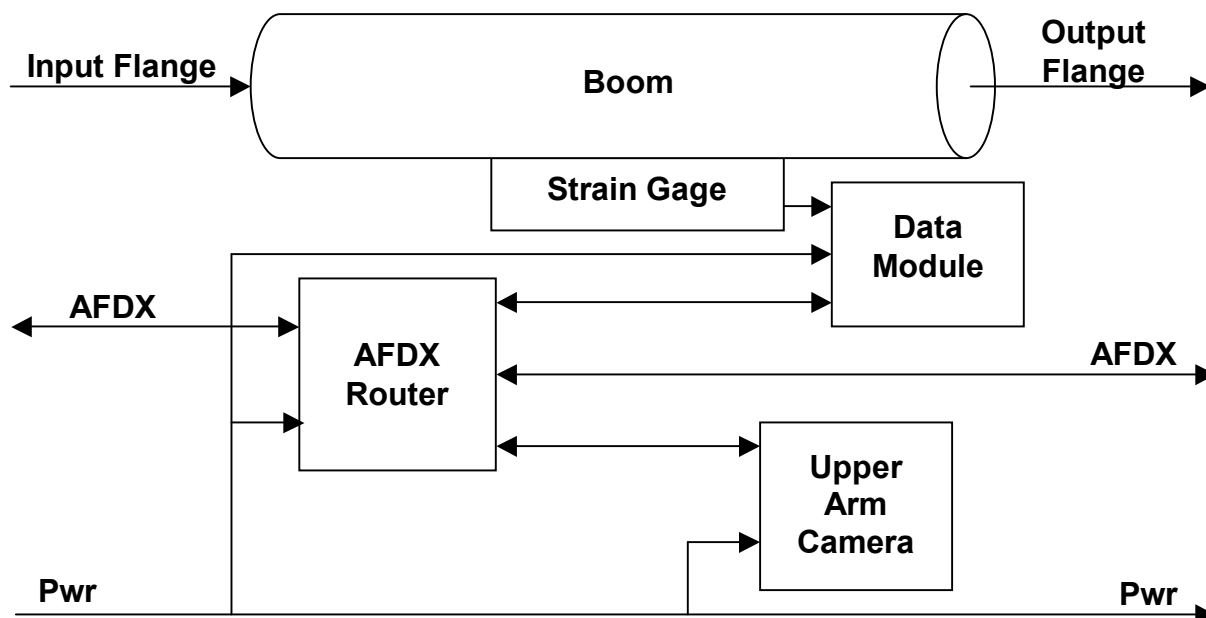 Input Flange
Boom
Output
Flange
Strain Gage
Data
Module
AFDX
AFDX
Router
AFDX
Upper
Arm
Camera
Pwr
Pwr